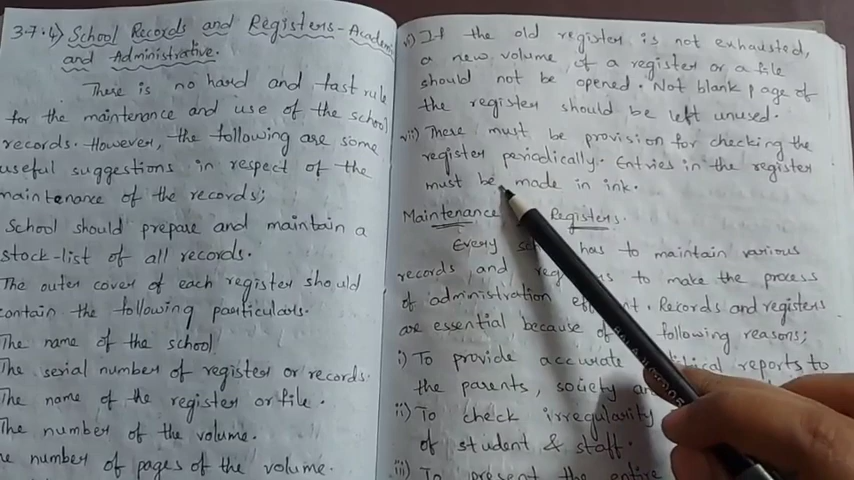 3.7.4) School Records and Registers - Academic
and Administrative.
There is no hard and fast rule
for the maintenance and use of the school
records. However, the following are some
useful suggestions in respect of the
maintenance of the records;
School should prepare and maintain a
stock-list of all records.
The outer cover of each register should
contain the following particulars.
The name of the school
The serial number of register or records.
The name of the register or file.
The number of the volume.
number of pages of the volume.
vi) If the old register is not exhausted,
a new volume of a register or a file
should not be opened. Not blank page of
the register should be left unused.
vii) There must be provision for checking the
register periodically. Entries in the register
must be made in ink.
Maintenance Registers.
Every has to maintain various
records and to make the process
of administration . Records and registers
are essential because of following reasons;
i) To provide accurate reports to
the parents, society
ii) To check irregularity
of student & staff.
iii) To present the entire